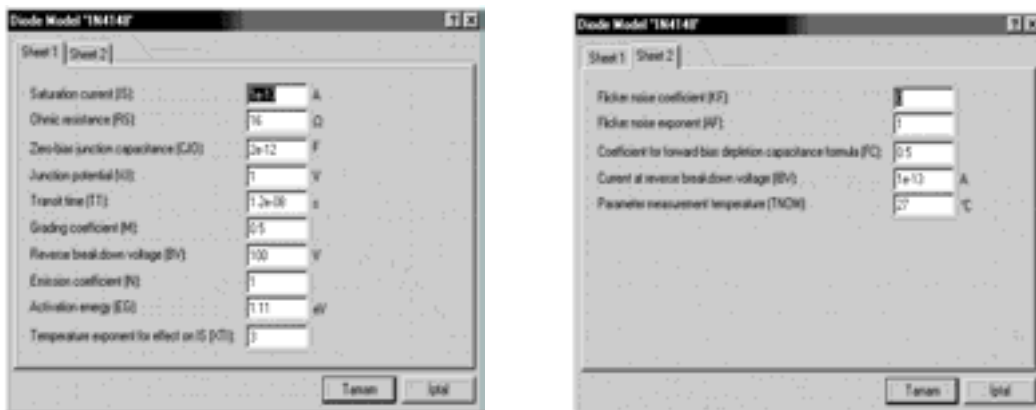 Diode Model "1N4148"
Sheet 1 Sheet 2
Saturation current (IS): A
Ohmic resistance (RS): 16 Ω
Zero-bias junction capacitance (CJO): 2e-12 F
Junction potential (VJ): 1 V
Transit time (TT): 1.2e-08 s
Grading coefficient (M): 0.5
Reverse breakdown voltage (BV): 100 V
Emission coefficient (N): 1
Activation energy (EG): 1.11 eV
Temperature exponent for effect on IS (XTI): 3
Tamam İptal
Diode Model "1N4148"
Sheet 1 Sheet 2
Flicker noise coefficient (KF):
Flicker noise exponent (AF): 1
Coefficient for forward-bias depletion capacitance formula (FC): 0.5
Current at reverse breakdown voltage (IBV): 1e-13 A
Parameter measurement temperature (TNOM): 27 °C
Tamam İptal